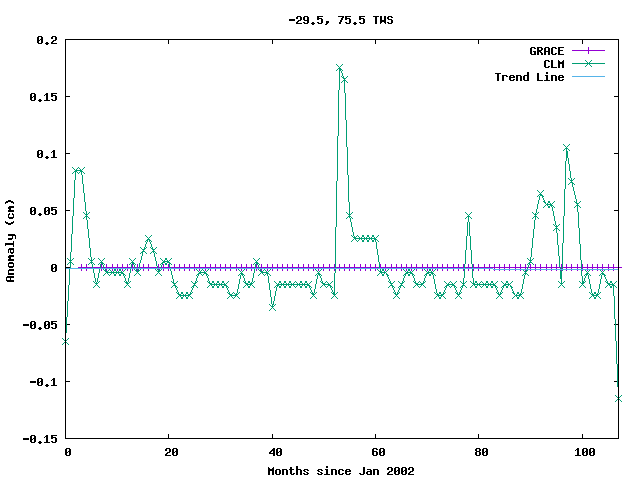 -29.5, 75.5 TWS
GRACE
CLM
Trend Line
0.2
0.15
0.1
0.05
0
-0.05
-0.1
-0.15
Anomaly (cm)
0 20 40 60 80 100
Months since Jan 2002